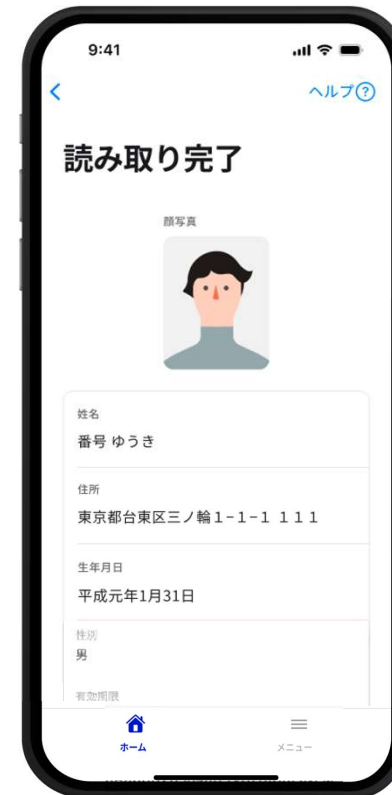 9:41
ヘルプ?
読み取り完了
顔写真
姓名
番号 ゆうき
住所
東京都台東区三ノ輪1-1-1 111
生年月日
平成元年1月31日
性別
男
有効期限
ホーム
メニュー